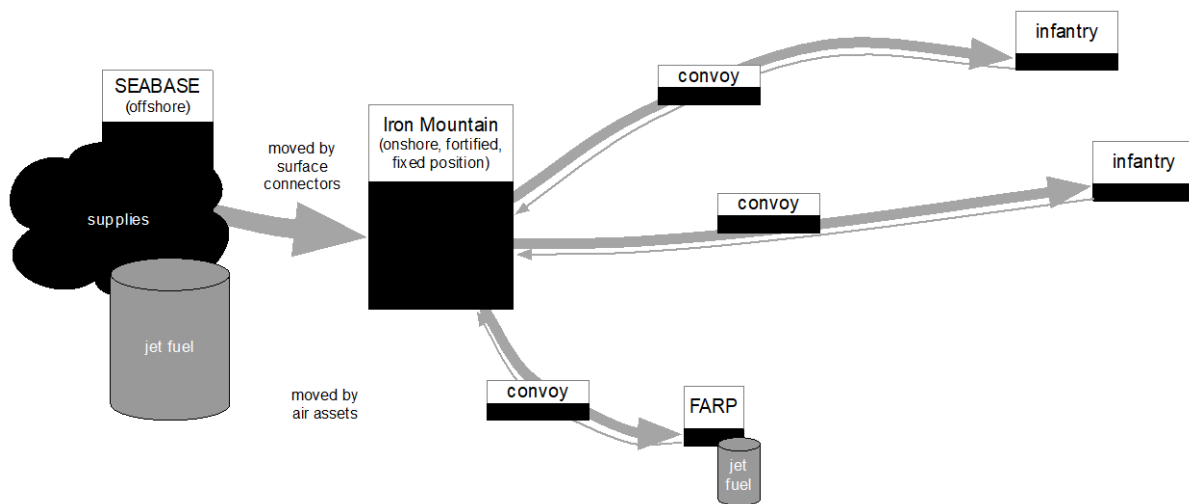 SEABASE
(offshore)
supplies
jet fuel
moved by
surface
connectors
moved by
air assets
Iron Mountain
(onshore, fortified,
fixed position)
convoy
infantry
convoy
infantry
convoy
FARP
jet
fuel